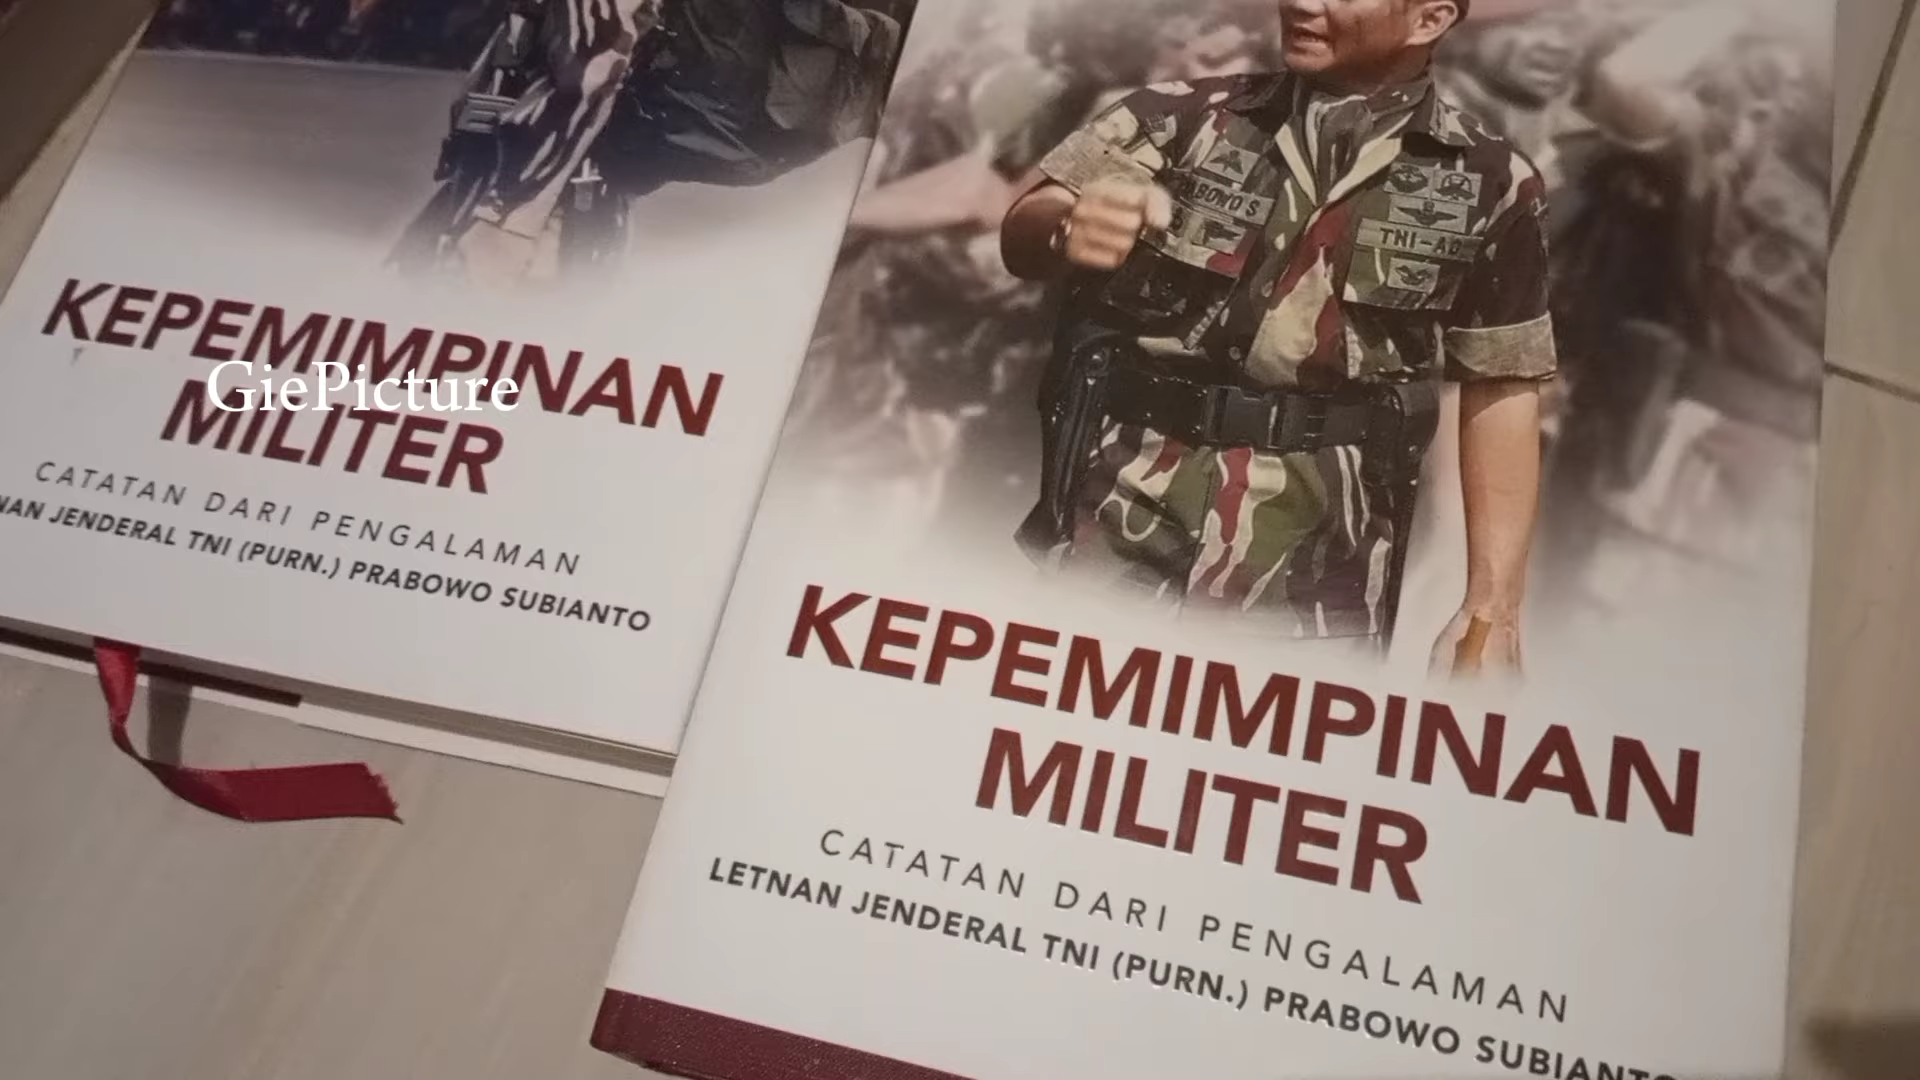 KEPEMIMPINAN
MILITER
GiePicture
CATATAN DARI PENGALAMAN
JENDERAL TNI (PURN.) PRABOWO SUBIANTO
PRABOWO S
TNI-AD
KEPEMIMPINAN
MILITER
CATATAN DARI PENGALAMAN
LETNAN JENDERAL TNI (PURN.) PRABOWO SUBIANTO